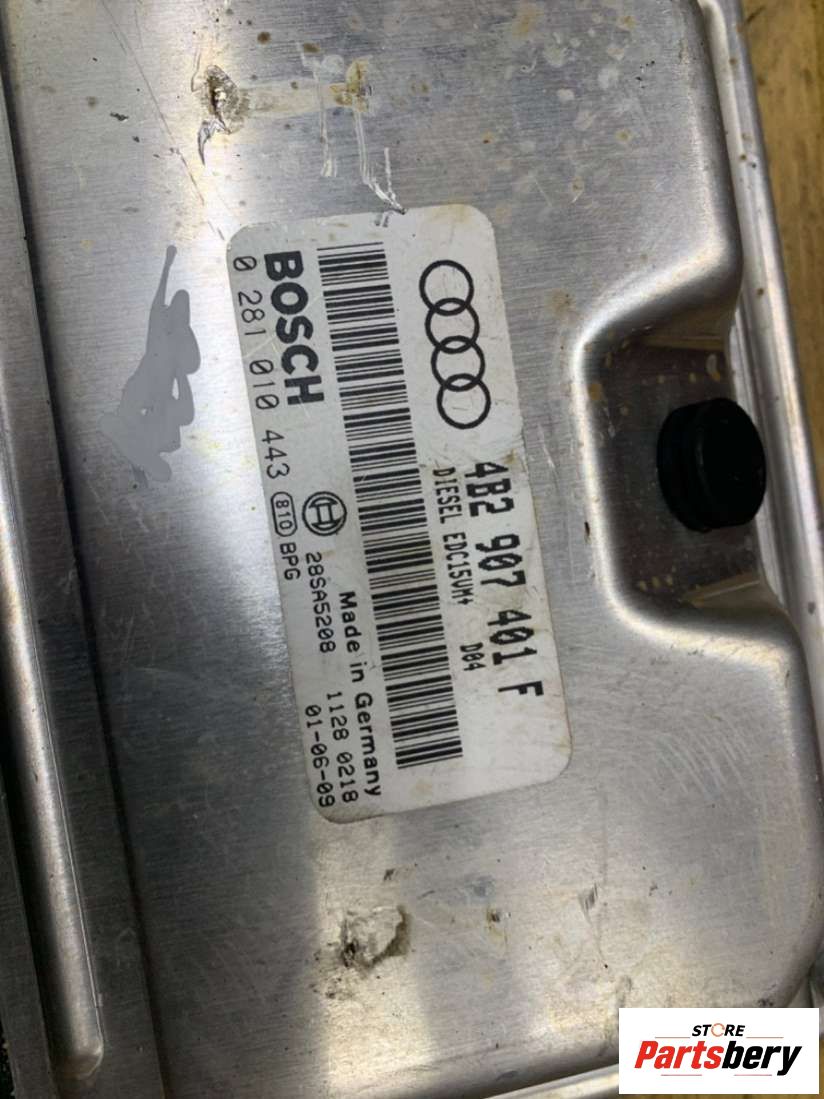 4B2 907 401 F
DIESEL EDC15VM+ D04
BOSCH
0 281 010 443
810
BPG
28SA5208
Made in Germany
1128 0218
01-06-09
STORE
Partsbery